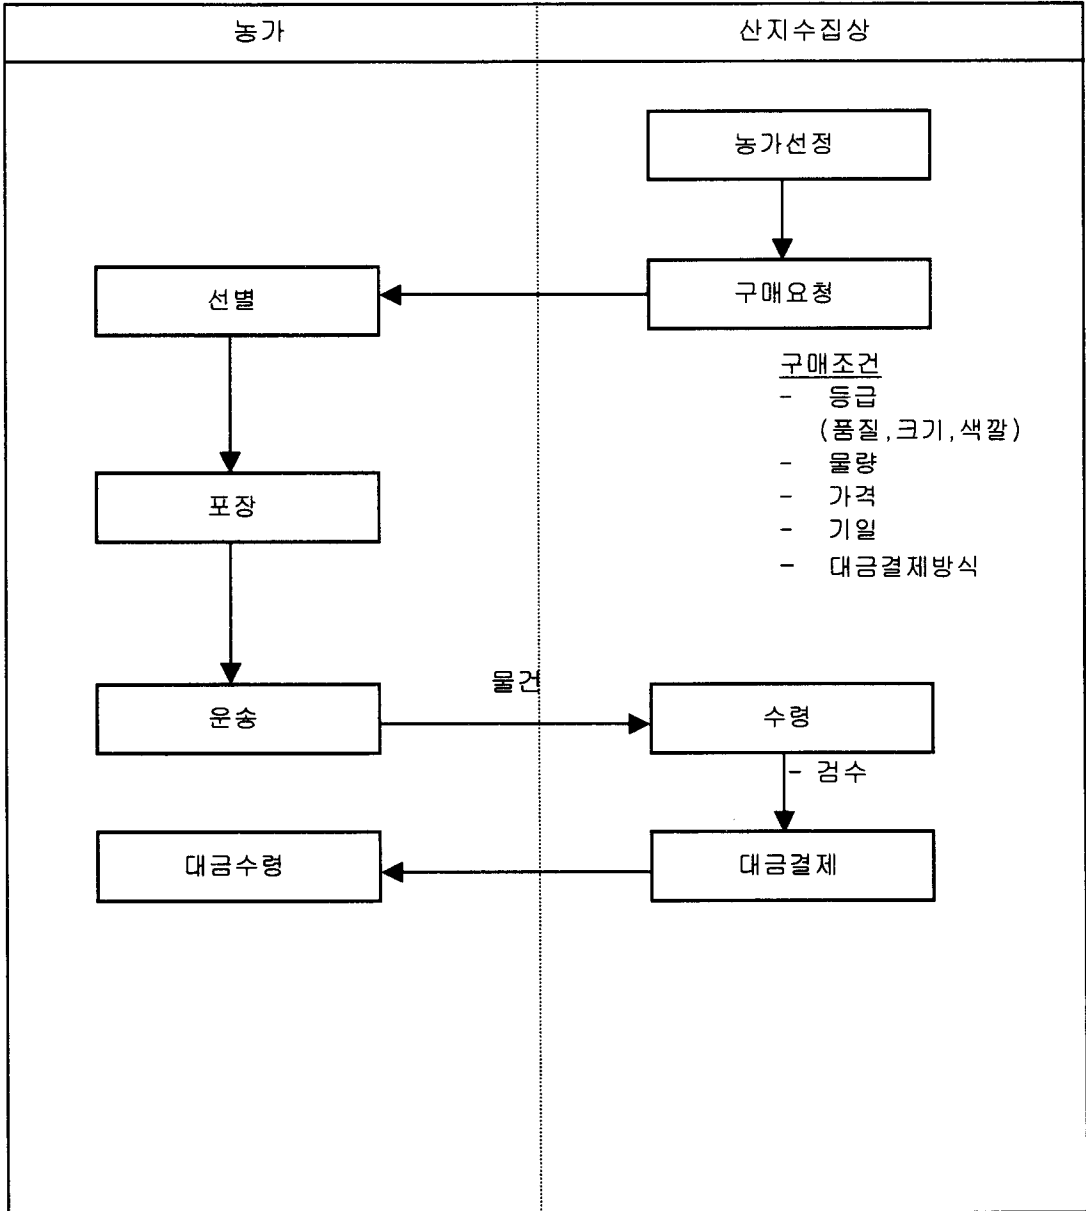 농가
산지수집상
농가선정
선별
구매요청
구매조건
- 등급
(품질,크기,색깔)
- 물량
- 가격
- 기일
- 대금결제방식
포장
물건
운송
수령
- 검수
대금수령
대금결제